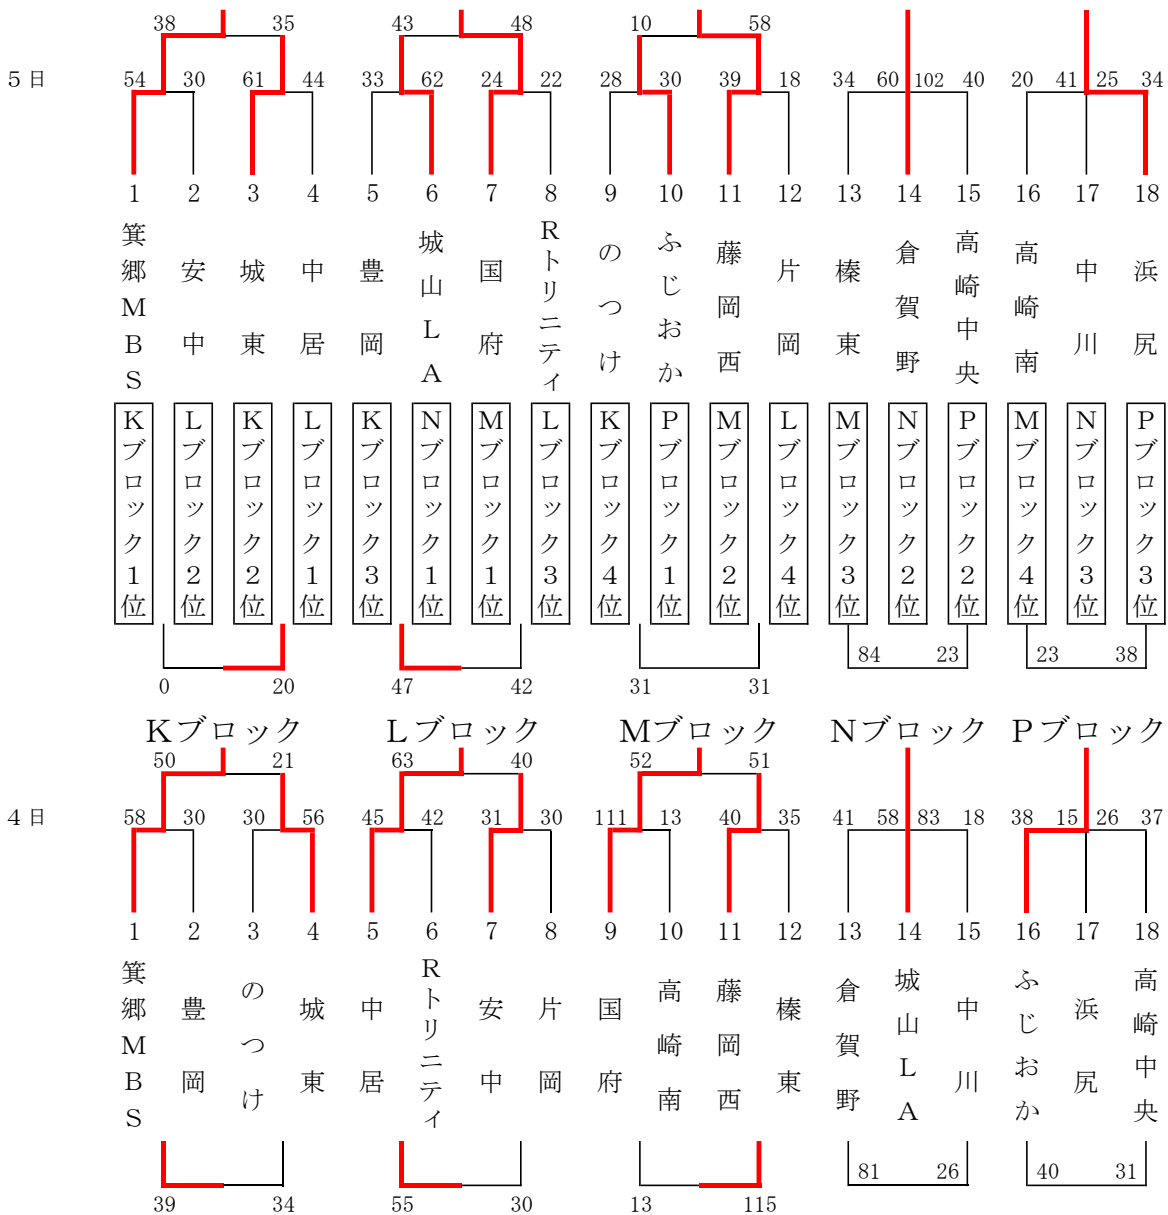 38 35 43 48 10 58
5日 54 30 61 44 33 62 24 22 28 30 39 18 34 60 102 40 20 41 25 34
1 2 3 4 5 6 7 8 9 10 11 12 13 14 15 16 17 18
箕郷MBS
安中
城東
中居
豊岡
城山LA
国府
Rトリニティ
のつけ
ふじおか
藤岡西
片岡
榛東
倉賀野
高崎中央
高崎南
中川
浜尻
Kブロック1位
Lブロック2位
Kブロック2位
Lブロック1位
Kブロック3位
Nブロック1位
Mブロック1位
Lブロック3位
Kブロック4位
Pブロック1位
Mブロック2位
Lブロック4位
Mブロック3位
Nブロック2位
Pブロック2位
Mブロック4位
Nブロック3位
Pブロック3位
84 23 23 38
0 20 47 42 31 31
Kブロック Lブロック Mブロック Nブロック Pブロック
50 21 63 40 52 51
4日 58 30 30 56 45 42 31 30 111 13 40 35 41 58 83 18 38 15 26 37
1 2 3 4 5 6 7 8 9 10 11 12 13 14 15 16 17 18
箕郷MBS
豊岡
のつけ
城東
中居
Rトリニティ
安中
片岡
国府
高崎南
藤岡西
榛東
倉賀野
城山LA
中川
ふじおか
浜尻
高崎中央
81 26 40 31
39 34 55 30 13 115